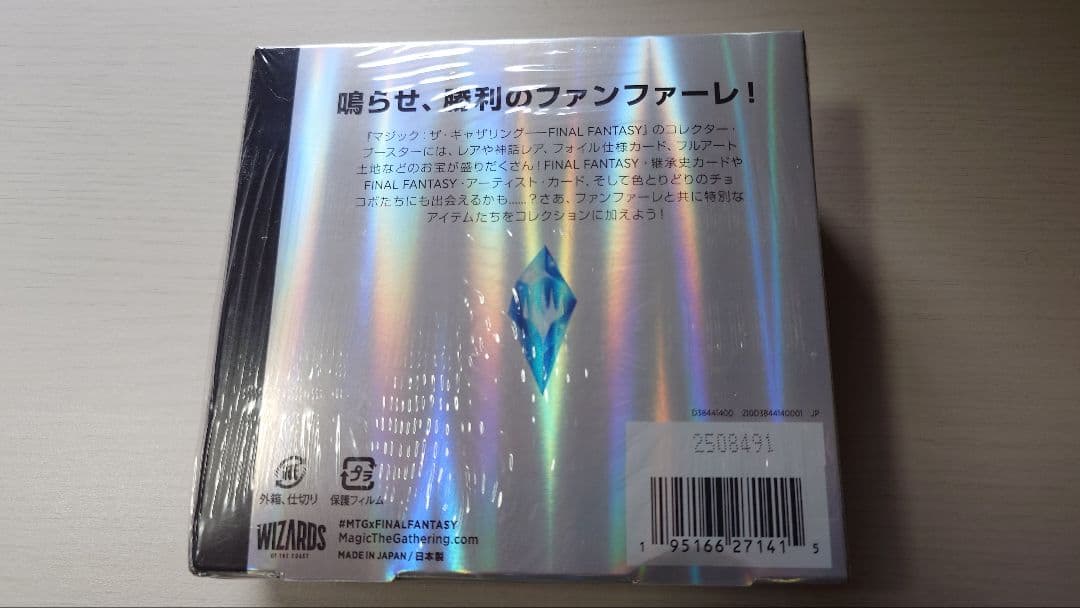 鳴らせ、勝利のファンファーレ！
『マジック：ザ・ギャザリング——FINAL FANTASY』のコレクター・
ブースターには、レアや神話レア、フォイル仕様カード、フルアート
土地などのお宝が盛りだくさん！FINAL FANTASY・継承史カードや
FINAL FANTASY・アーティスト・カード、そして色とりどりのチョ
コボたちにも出会えるかも……？さあ、ファンファーレと共に特別な
アイテムたちをコレクションに加えよう！
D38441400 210D3844140001 JP
2508491
プラ
外箱、仕切り 保護フィルム
WIZARDS
OF THE COAST
#MTGxFINALFANTASY
MagicTheGathering.com
MADE IN JAPAN / 日本製
1 95166 27141 5